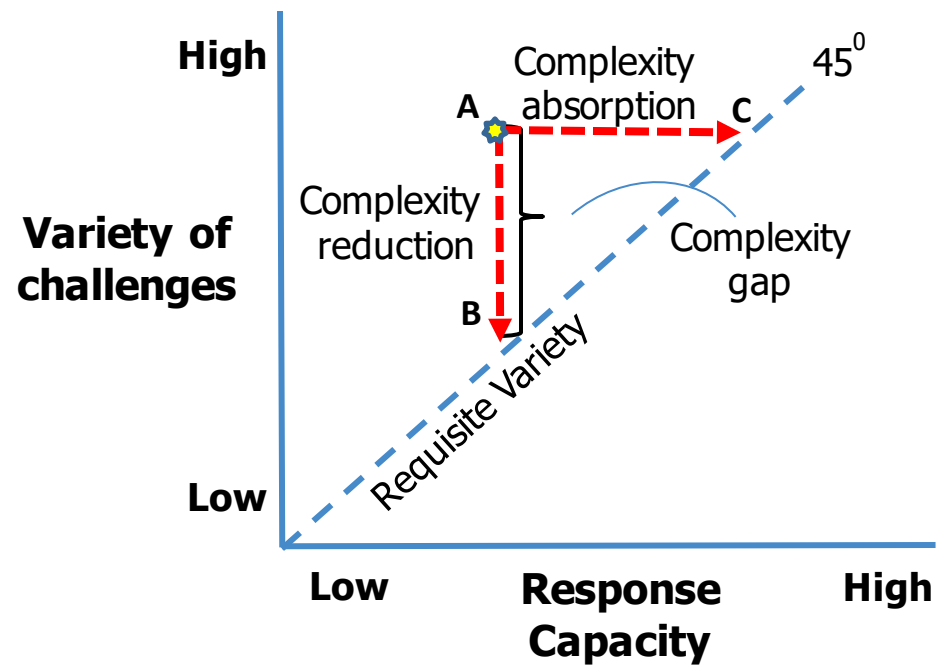 High
Complexity
absorption
45⁰
A
C
Complexity
reduction
Variety of
challenges
Complexity
gap
B
Requisite Variety
Low
Low
Response
Capacity
High